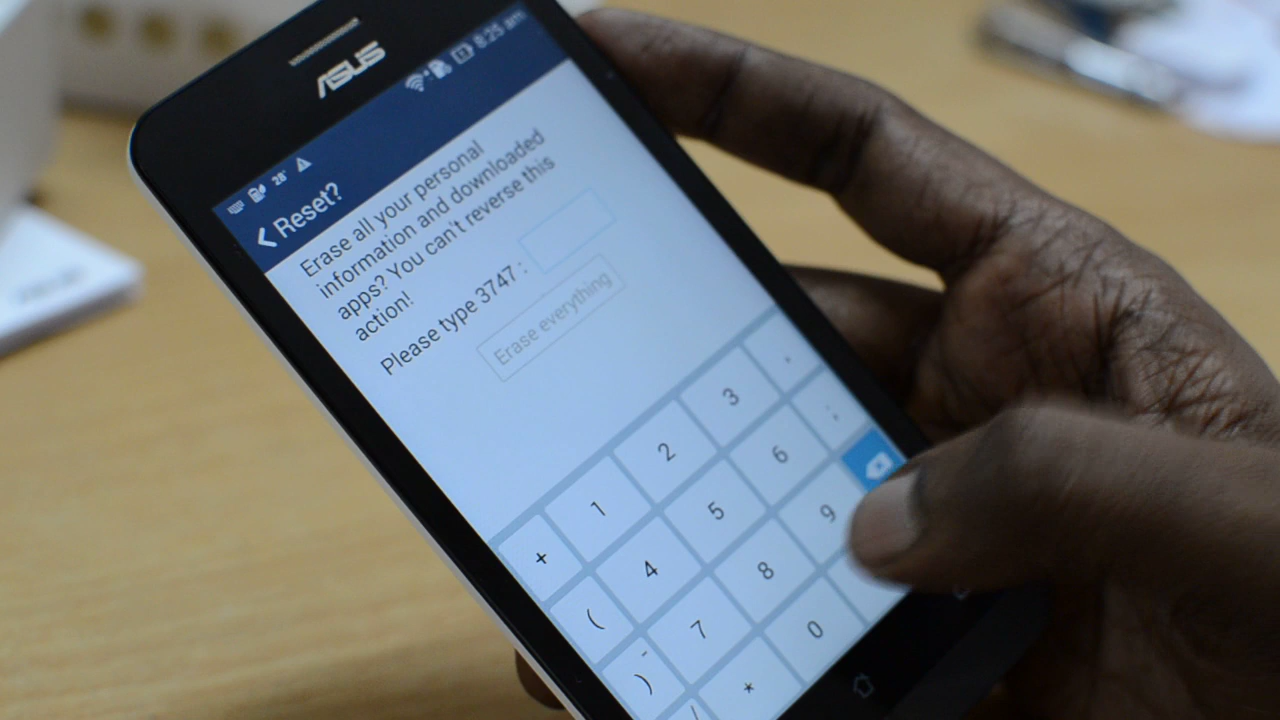 ASUS
28° 8:25 am
Reset?
Erase all your personal
information and downloaded
apps? You can't reverse this
action!
Please type 3747 :
Erase everything
+ 1 2 3 .
( 4 5 6 :
) 7 8 9
/ * 0